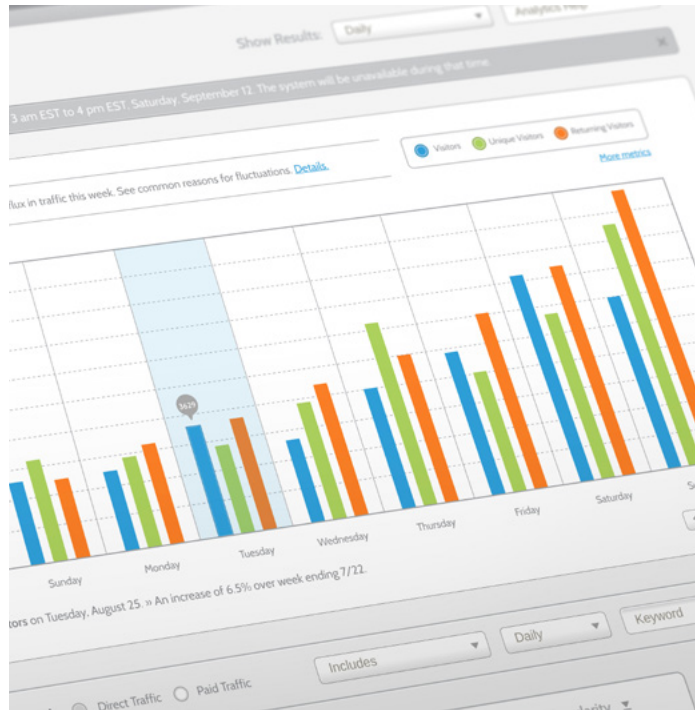 Show Results: Daily Analytics Help
3 am EST to 4 pm EST, Saturday, September 12. The system will be unavailable during that time.
Visitors Unique Visitors Returning Visitors
flux in traffic this week. See common reasons for fluctuations. Details.
More metrics
3629
Sunday Monday Tuesday Wednesday Thursday Friday Saturday
tors on Tuesday, August 25. » An increase of 6.5% over week ending 7/22.
Direct Traffic Paid Traffic Includes Daily Keyword